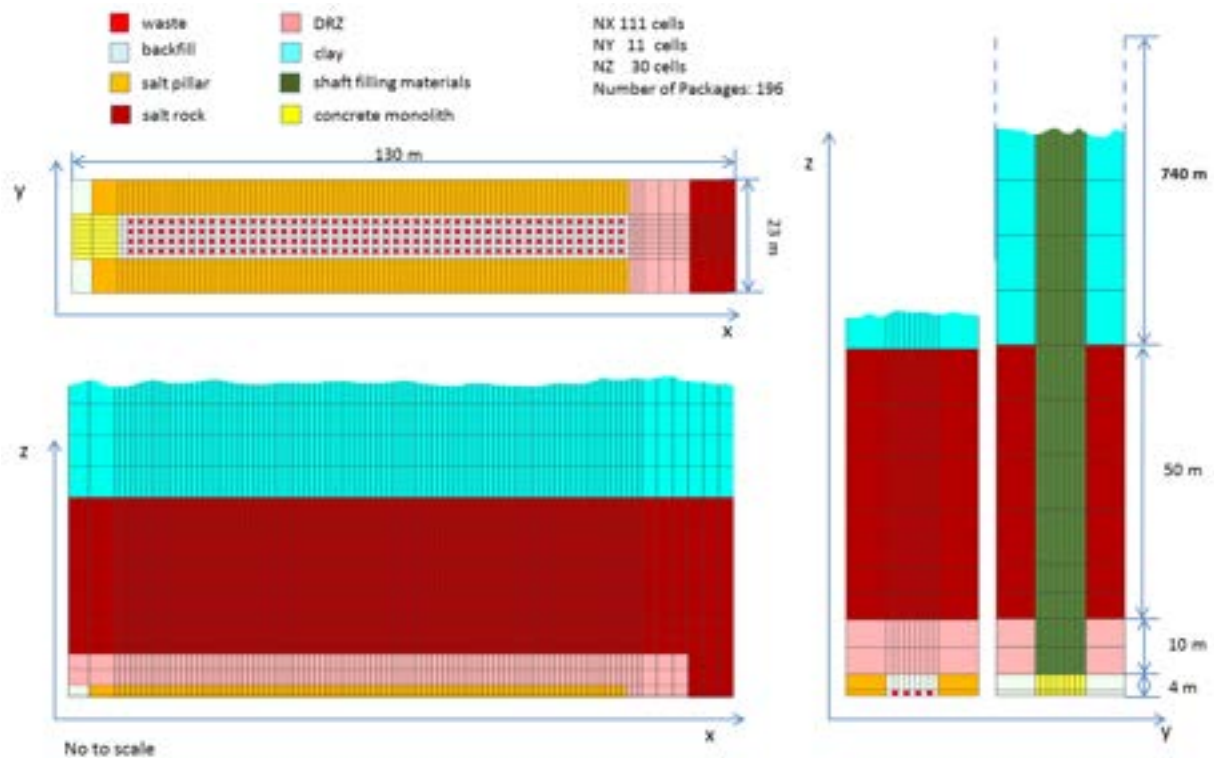 waste
backfill
salt pillar
salt rock
DRZ
clay
shaft filling materials
concrete monolith
NX 111 cells
NY 11 cells
NZ 30 cells
Number of Packages: 196
130 m
y
23 m
x
z
x
No to scale
z
740 m
50 m
10 m
4 m
y